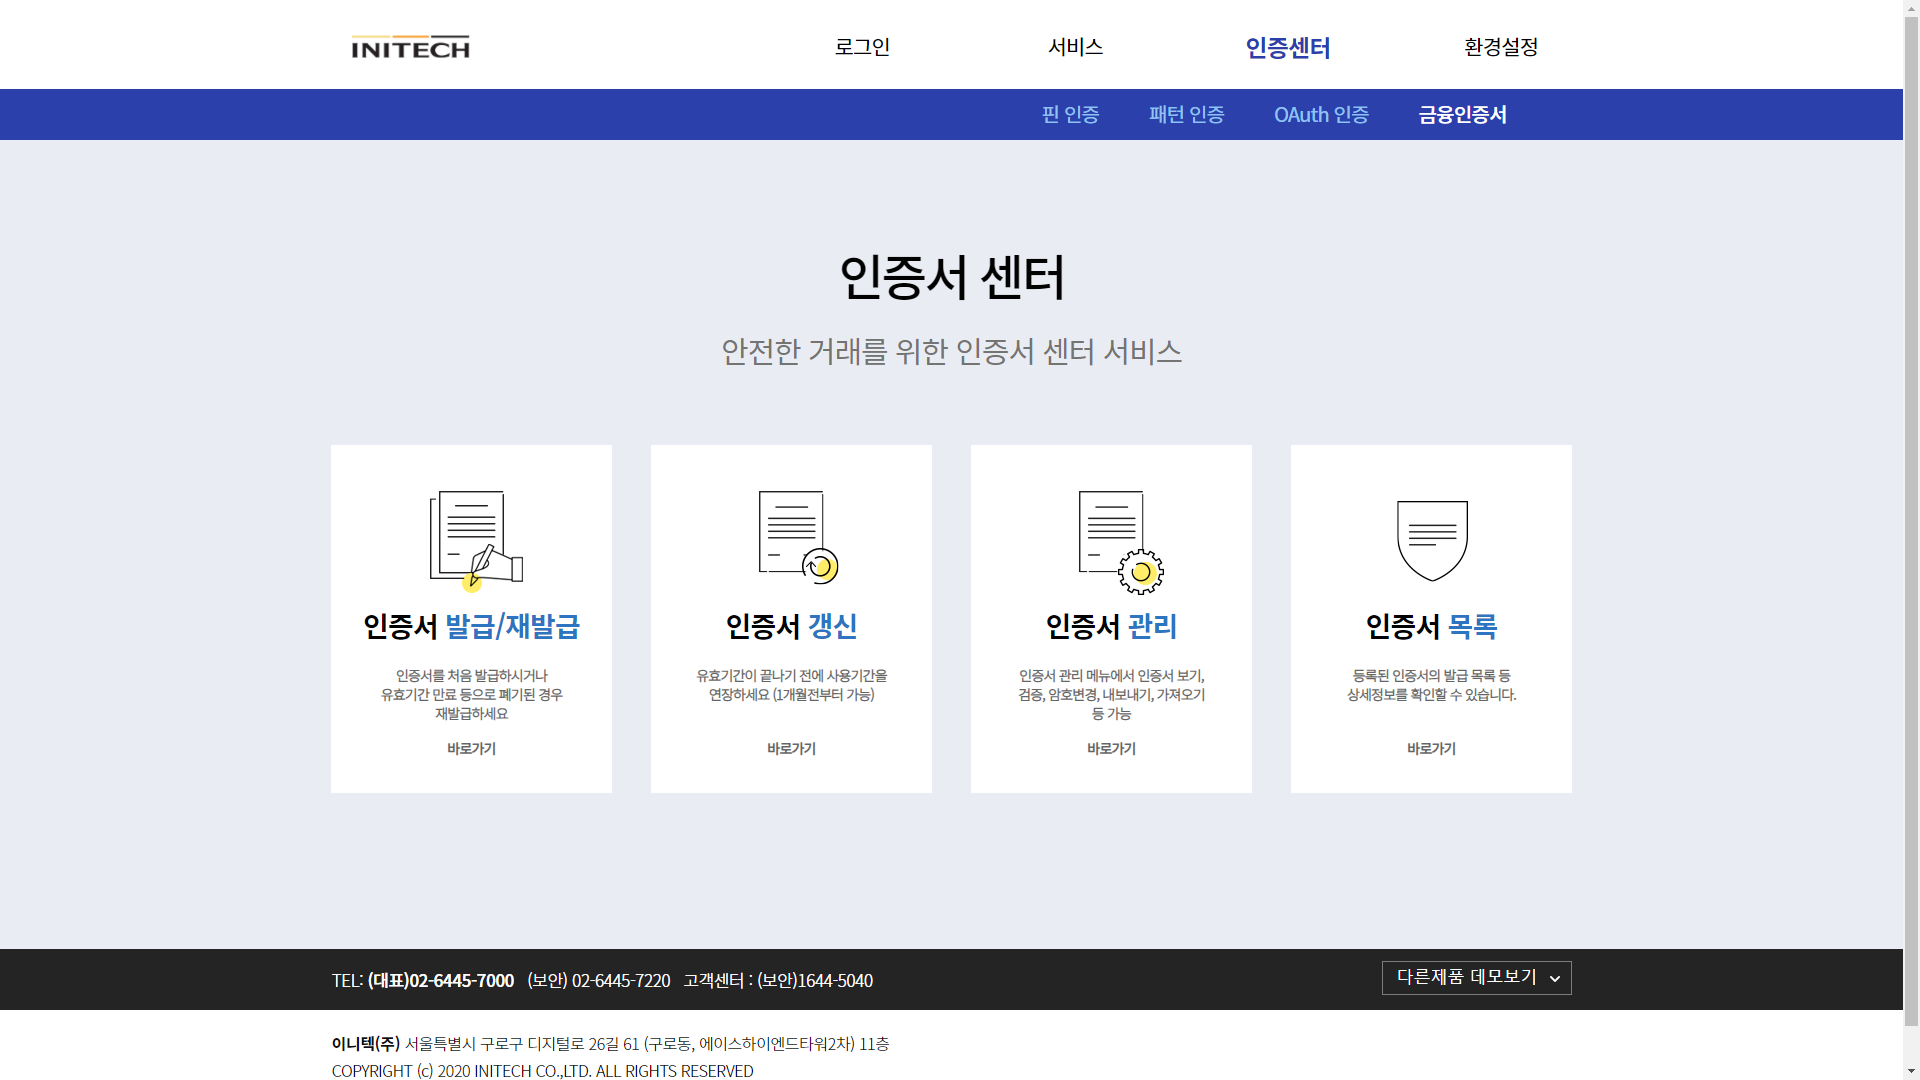 INITECH
로그인
서비스
인증센터
환경설정
핀 인증
패턴 인증
OAuth 인증
금융인증서
인증서 센터
안전한 거래를 위한 인증서 센터 서비스
인증서 발급/재발급
인증서를 처음 발급하시거나
유효기간 만료 등으로 폐기된 경우
재발급하세요
바로가기
인증서 갱신
유효기간이 끝나기 전에 사용기간을
연장하세요 (1개월전부터 가능)
바로가기
인증서 관리
인증서 관리 메뉴에서 인증서 보기,
검증, 암호변경, 내보내기, 가져오기
등 가능
바로가기
인증서 목록
등록된 인증서의 발급 목록 등
상세정보를 확인할 수 있습니다.
바로가기
TEL: (대표)02-6445-7000 (보안) 02-6445-7220 고객센터 : (보안)1644-5040
다른제품 데모보기
이니텍(주) 서울특별시 구로구 디지털로 26길 61 (구로동, 에이스하이엔드타워2차) 11층
COPYRIGHT (c) 2020 INITECH CO.,LTD. ALL RIGHTS RESERVED